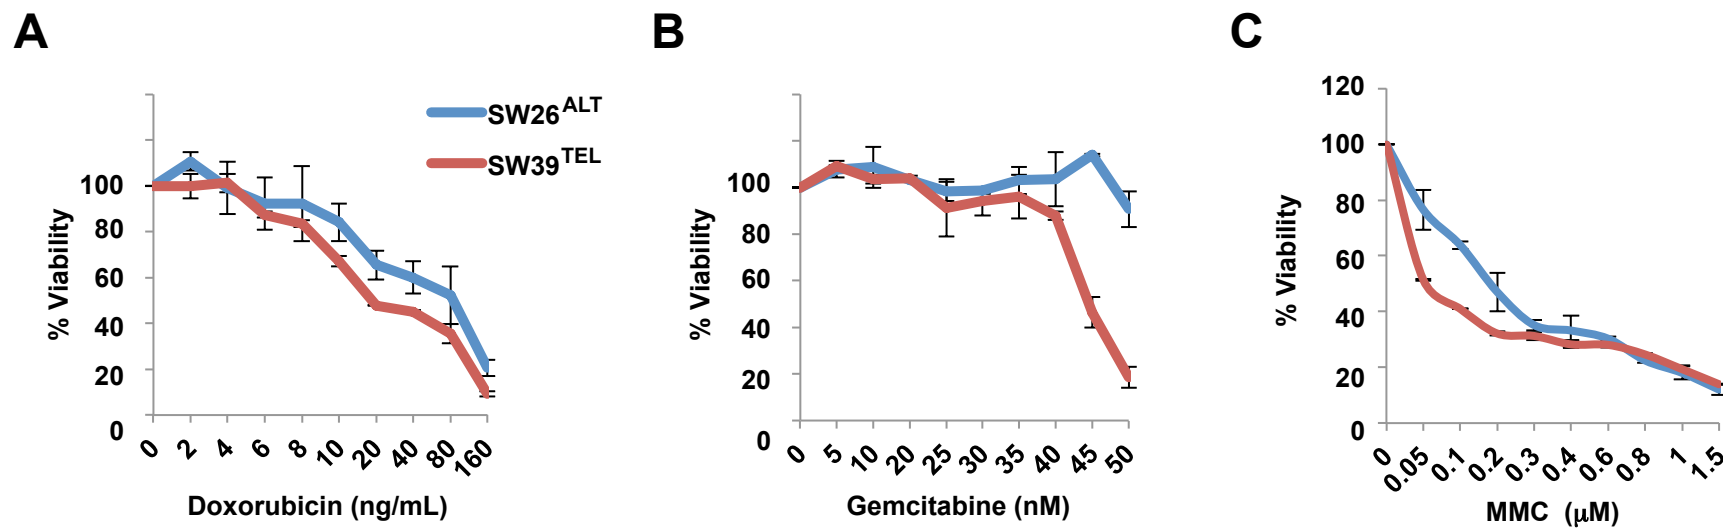 A
B
C
SW26ALT
SW39TEL
% Viability
100
80
60
40
20
0
0 2 4 6 8 10 20 40 80 160
Doxorubicin (ng/mL)
% Viability
100
80
60
40
20
0
0 5 10 20 25 30 35 40 45 50
Gemcitabine (nM)
% Viability
120
100
80
60
40
20
0
0 0.05 0.1 0.2 0.3 0.4 0.6 0.8 1 1.5
MMC (μM)